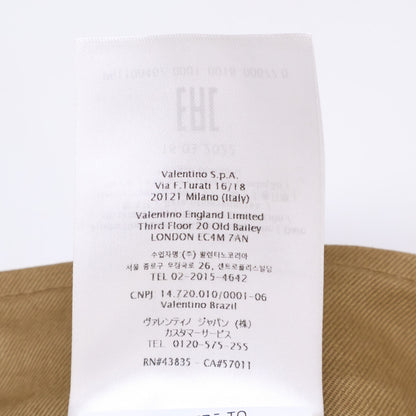 Valentino S.p.A.
Via F.Turati 16/18
20121 Milano (Italy)
Valentino England Limited
Third Floor 20 Old Bailey
LONDON EC4M 7AN
수입자명:(주) 발렌티노코리아
서울 종로구 우정국로 26, 센트로폴리스빌딩
TEL 02-2015-4642
CNPJ 14.720.010/0001-06
Valentino Brazil
ヴァレンティノ ジャパン (株)
カスタマーサービス
TEL 0120-575-255
RN#43835 - CA#57011